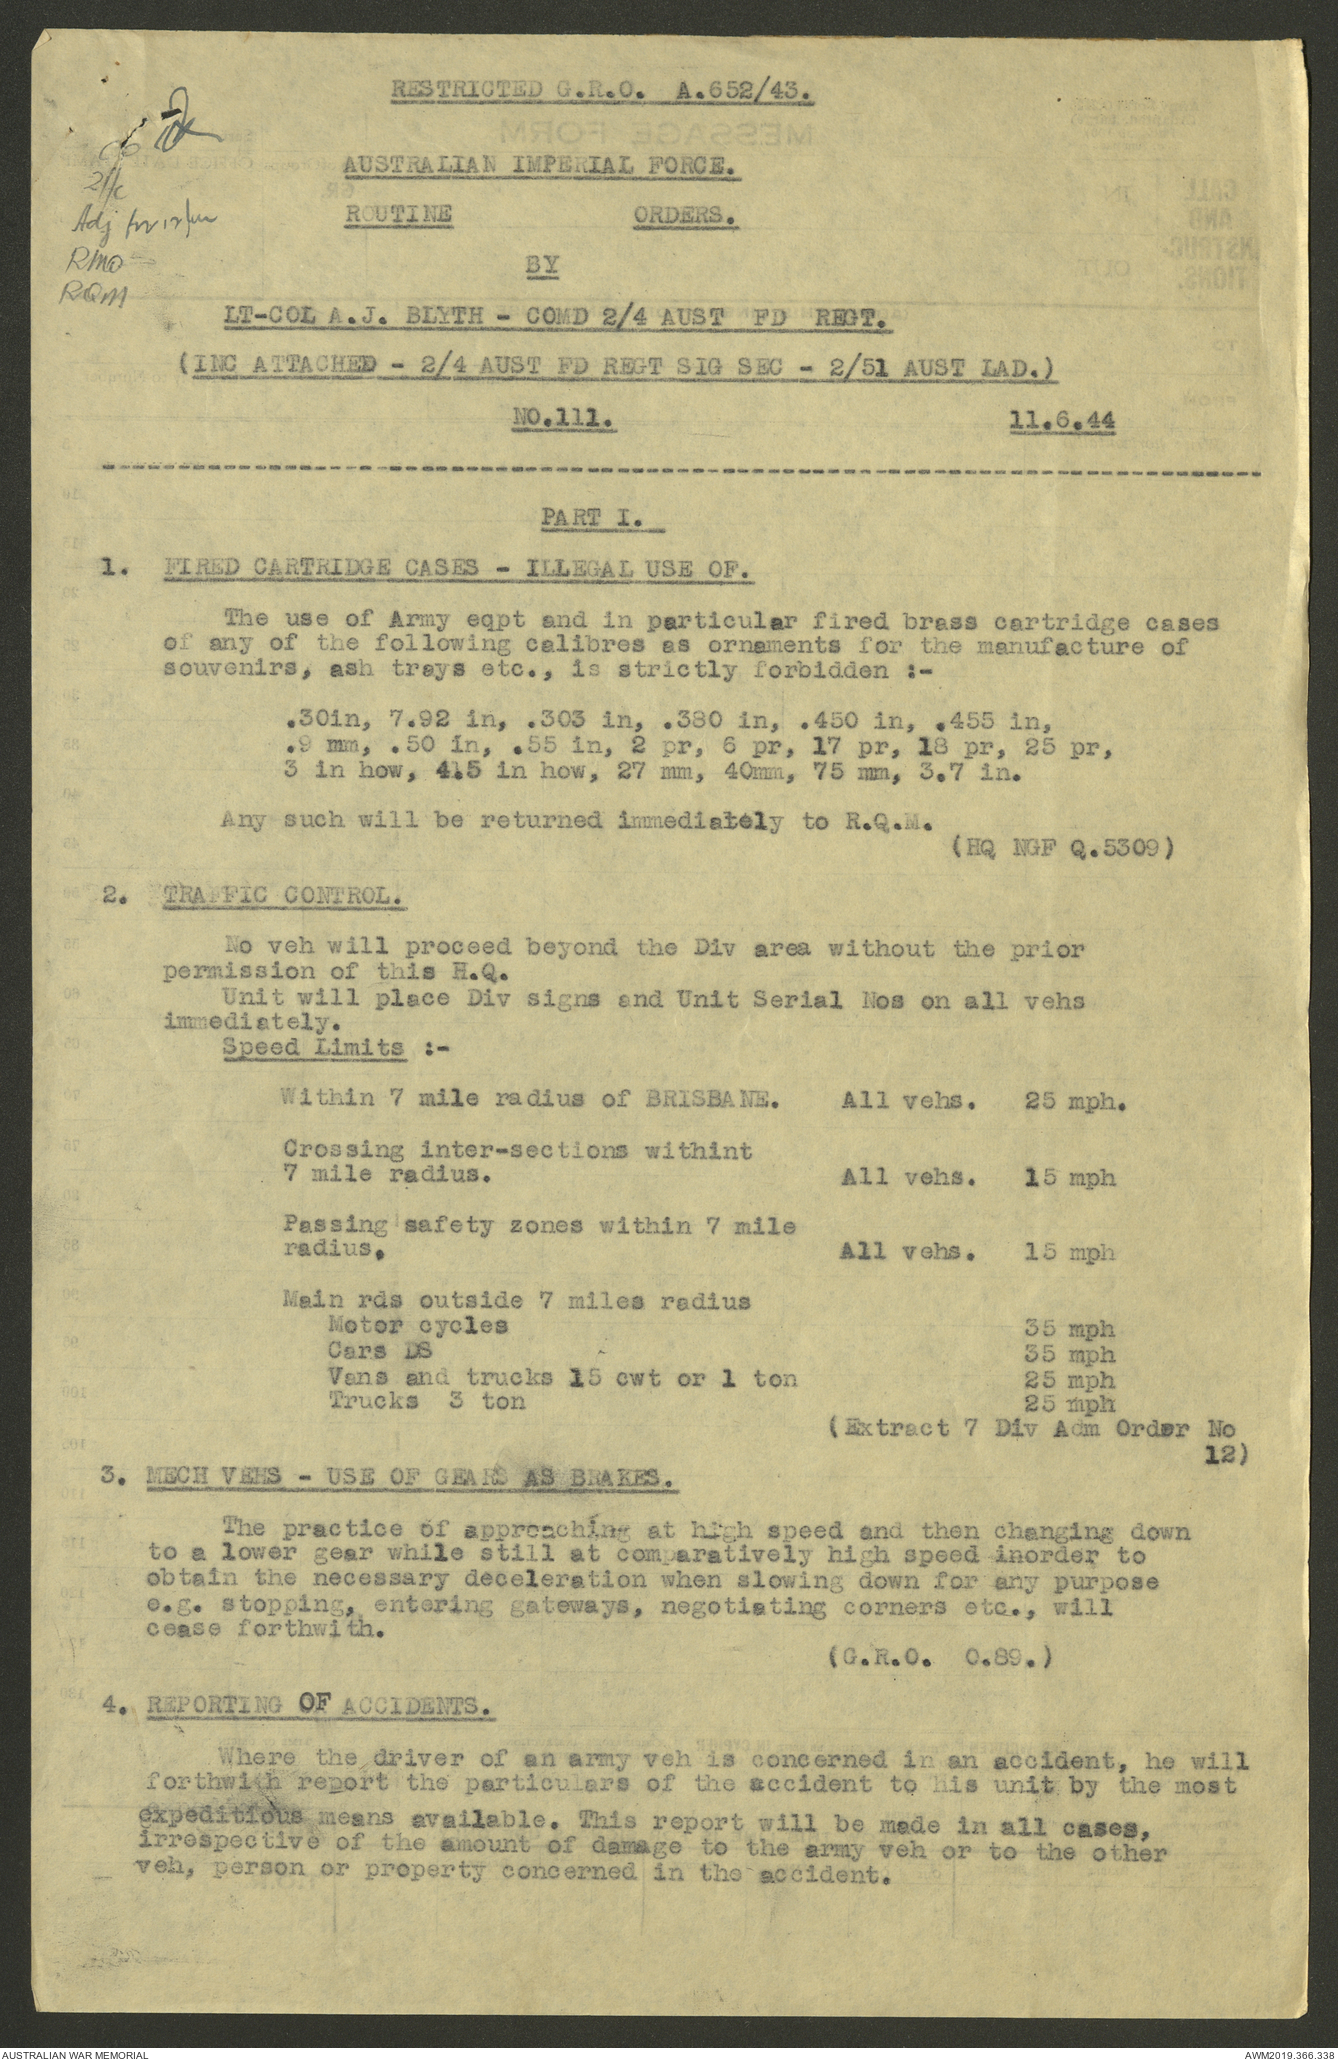 RESTRICTED G.R.O. A.652/43.
2i/c
Adj
RMO
RQM
AUSTRALIAN IMPERIAL FORCE.
ROUTINE ORDERS.
BY
LT-COL A.J. BLYTH - COMD 2/4 AUST FD REGT.
(INC ATTACHED - 2/4 AUST FD REGT SIG SEC - 2/51 AUST LAD.)
NO.111. 11.6.44
PART I.
1. FIRED CARTRIDGE CASES - ILLEGAL USE OF.
The use of Army eqpt and in particular fired brass cartridge cases
of any of the following calibres as ornaments for the manufacture of
souvenirs, ash trays etc., is strictly forbidden :-
.30in, 7.92 in, .303 in, .380 in, .450 in, .455 in,
.9 mm, .50 in, .55 in, 2 pr, 6 pr, 17 pr, 18 pr, 25 pr,
3 in how, 4.5 in how, 27 mm, 40mm, 75 mm, 3.7 in.
Any such will be returned immediately to R.Q.M.
(HQ NGF Q.5309)
2. TRAFFIC CONTROL.
No veh will proceed beyond the Div area without the prior
permission of this H.Q.
Unit will place Div signs and Unit Serial Nos on all vehs
immediately.
Speed Limits :-
Within 7 mile radius of BRISBANE. All vehs. 25 mph.
Crossing inter-sections withint
7 mile radius. All vehs. 15 mph
Passing safety zones within 7 mile
radius. All vehs. 15 mph
Main rds outside 7 miles radius
Motor cycles 35 mph
Cars DS 35 mph
Vans and trucks 15 cwt or 1 ton 25 mph
Trucks 3 ton 25 mph
(Extract 7 Div Adm Order No
12)
3. MECH VEHS - USE OF GEARS AS BRAKES.
The practice of approaching at high speed and then changing down
to a lower gear while still at comparatively high speed inorder to
obtain the necessary deceleration when slowing down for any purpose
e.g. stopping, entering gateways, negotiating corners etc., will
cease forthwith.
(G.R.O. O.89.)
4. REPORTING OF ACCIDENTS.
Where the driver of an army veh is concerned in an accident, he will
forthwith report the particulars of the accident to his unit by the most
expeditious means available. This report will be made in all cases,
irrespective of the amount of damage to the army veh or to the other
veh, person or property concerned in the accident.
AUSTRALIAN WAR MEMORIAL AWM2019.366.338